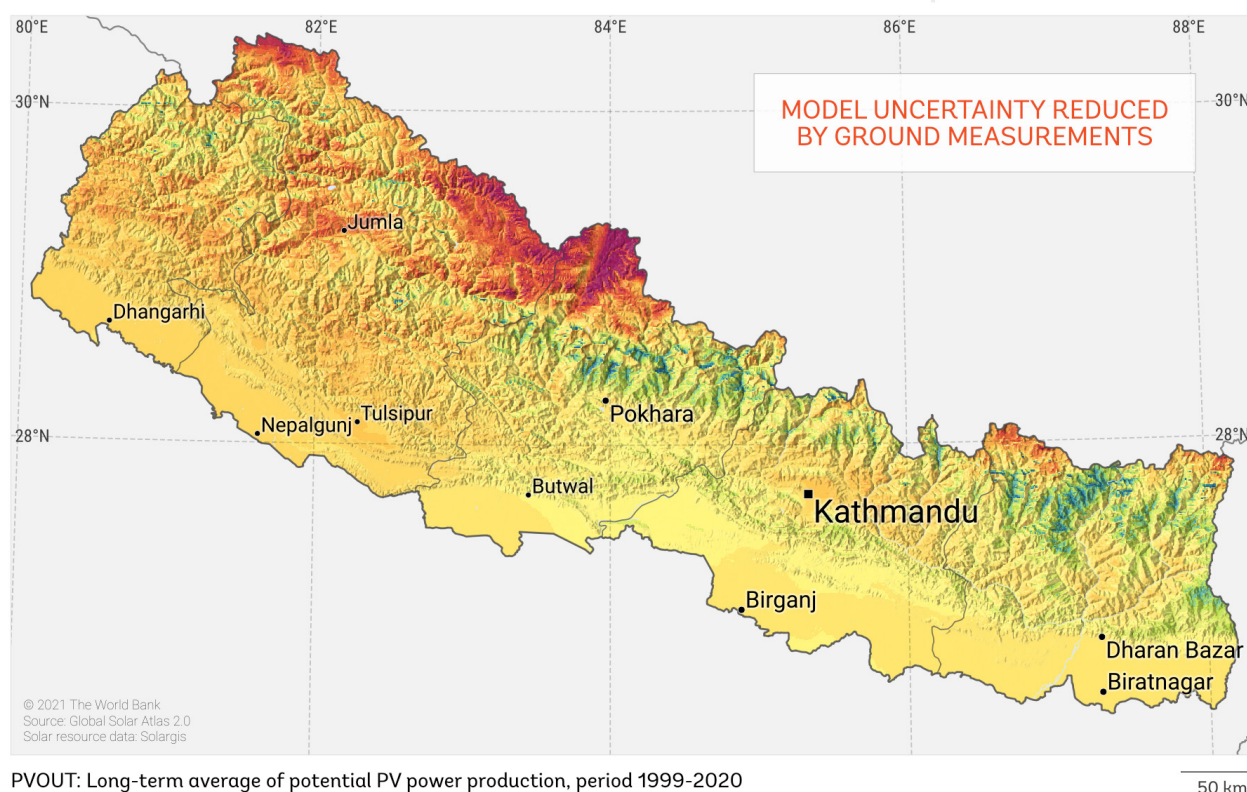 80°E
82°E
84°E
86°E
88°E
30°N
30°N
MODEL UNCERTAINTY REDUCED
BY GROUND MEASUREMENTS
Jumla
Dhangarhi
Tulsipur
Nepalgunj
Pokhara
28°N
28°N
Butwal
Kathmandu
Birganj
Dharan Bazar
Biratnagar
© 2021 The World Bank
Source: Global Solar Atlas 2.0
Solar resource data: Solargis
PVOUT: Long-term average of potential PV power production, period 1999-2020
50 km